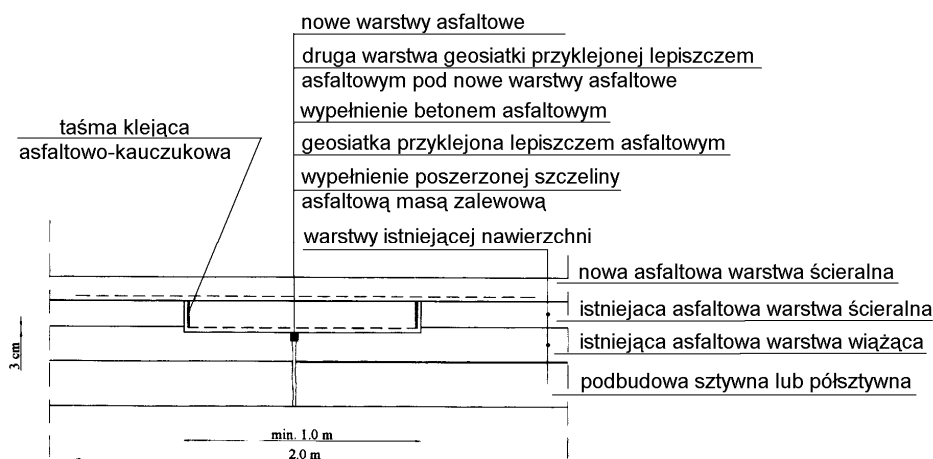 nowe warstwy asfaltowe
druga warstwa geosiatki przyklejonej lepiszczem
asfaltowym pod nowe warstwy asfaltowe
wypełnienie betonem asfaltowym
taśma klejąca
asfaltowo-kauczukowa
geosiatka przyklejona lepiszczem asfaltowym
wypełnienie poszerzonej szczeliny
asfaltową masą zalewową
warstwy istniejącej nawierzchni
nowa asfaltowa warstwa ścieralna
istniejaca asfaltowa warstwa ścieralna
istniejąca asfaltowa warstwa wiążąca
podbudowa sztywna lub półsztywna
3 cm
min. 1.0 m
2.0 m